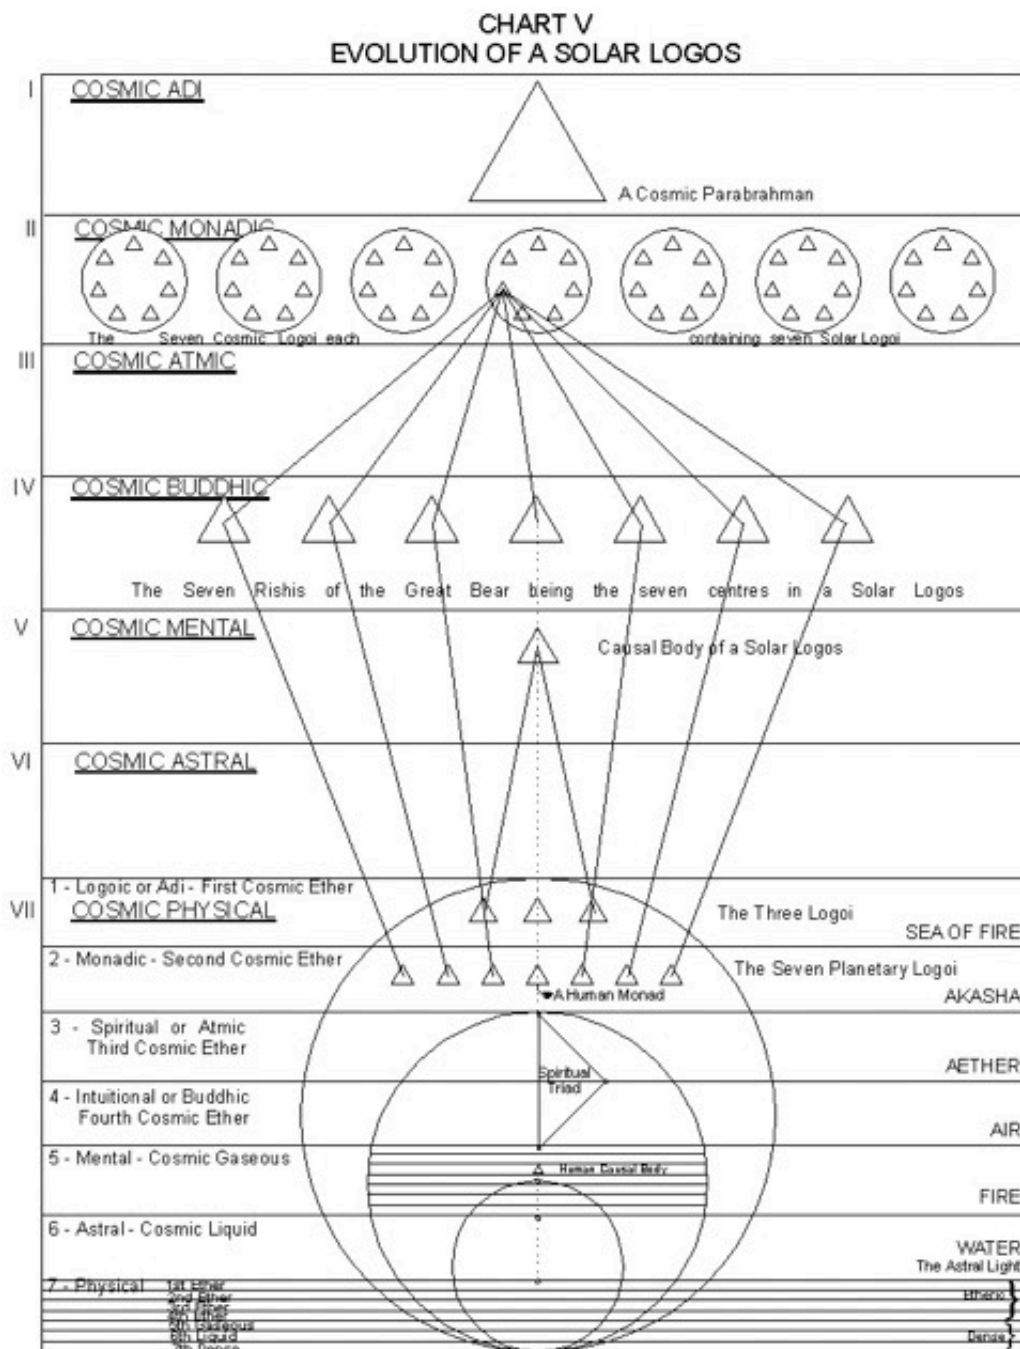 CHART V
EVOLUTION OF A SOLAR LOGOS
I COSMIC ADI
A Cosmic Parabrahman
II COSMIC MONADIC
The Seven Cosmic Logoi each containing seven Solar Logoi
III COSMIC ATMIC
IV COSMIC BUDDHIC
The Seven Rishis of the Great Bear being the seven centres in a Solar Logos
V COSMIC MENTAL
Causal Body of a Solar Logos
VI COSMIC ASTRAL
1 - Logoic or Adi - First Cosmic Ether
VII COSMIC PHYSICAL
The Three Logoi
SEA OF FIRE
2 - Monadic - Second Cosmic Ether
The Seven Planetary Logoi
A Human Monad
AKASHA
3 - Spiritual or Atmic
Third Cosmic Ether
AETHER
Spiritual
Triad
4 - Intuitional or Buddhic
Fourth Cosmic Ether
AIR
5 - Mental - Cosmic Gaseous
Human Causal Body
FIRE
6 - Astral - Cosmic Liquid
WATER
The Astral Light
7 - Physical 1st Ether
2nd Ether
Etheric
3rd Ether
4th Ether
5th Gaseous
6th Liquid
Dense
7th Dense